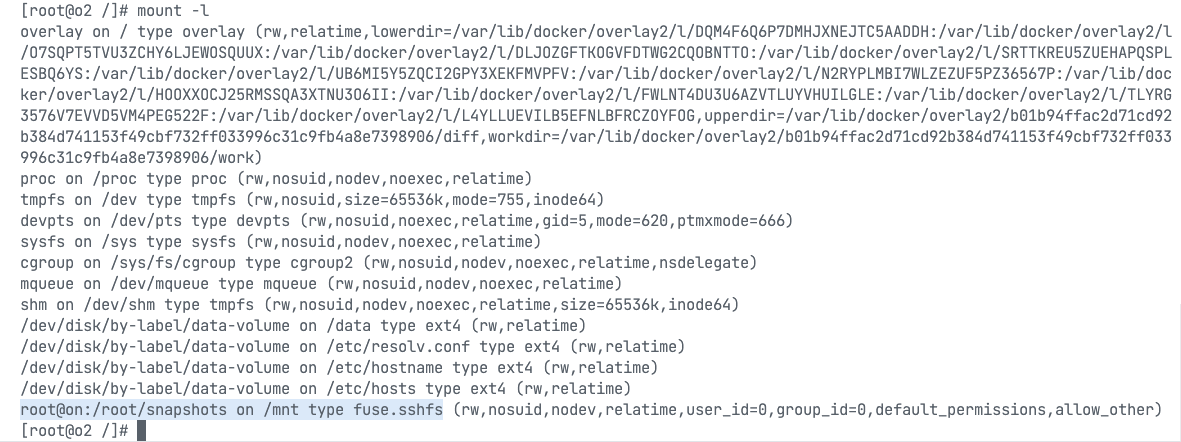 [root@o2 /]# mount -l
overlay on / type overlay (rw,relatime,lowerdir=/var/lib/docker/overlay2/l/DQM4F6Q6P7DMHJXNEJTC5AADDH:/var/lib/docker/overlay2/l
/O7SQPT5TVU3ZCHY6LJEWOSQUUX:/var/lib/docker/overlay2/l/DLJOZGFTKOGVFDTWG2CQOBNTTO:/var/lib/docker/overlay2/l/SRTTKREU5ZUEHAPQSPL
ESBQ6YS:/var/lib/docker/overlay2/l/UB6MI5Y5ZQCI2GPY3XEKFMVPFV:/var/lib/docker/overlay2/l/N2RYPLMBI7WLZEZUF5PZ36567P:/var/lib/doc
ker/overlay2/l/HOOXXOCJ25RMSSQA3XTNU3O6II:/var/lib/docker/overlay2/l/FWLNT4DU3U6AZVTLUYVHUILGLE:/var/lib/docker/overlay2/l/TLYRG
3576V7EVVD5VM4PEG522F:/var/lib/docker/overlay2/l/L4YLLUEVILB5EFNLBFRCZOYFOG,upperdir=/var/lib/docker/overlay2/b01b94ffac2d71cd92
b384d741153f49cbf732ff033996c31c9fb4a8e7398906/diff,workdir=/var/lib/docker/overlay2/b01b94ffac2d71cd92b384d741153f49cbf732ff033
996c31c9fb4a8e7398906/work)
proc on /proc type proc (rw,nosuid,nodev,noexec,relatime)
tmpfs on /dev type tmpfs (rw,nosuid,size=65536k,mode=755,inode64)
devpts on /dev/pts type devpts (rw,nosuid,noexec,relatime,gid=5,mode=620,ptmxmode=666)
sysfs on /sys type sysfs (rw,nosuid,nodev,noexec,relatime)
cgroup on /sys/fs/cgroup type cgroup2 (rw,nosuid,nodev,noexec,relatime,nsdelegate)
mqueue on /dev/mqueue type mqueue (rw,nosuid,nodev,noexec,relatime)
shm on /dev/shm type tmpfs (rw,nosuid,nodev,noexec,relatime,size=65536k,inode64)
/dev/disk/by-label/data-volume on /data type ext4 (rw,relatime)
/dev/disk/by-label/data-volume on /etc/resolv.conf type ext4 (rw,relatime)
/dev/disk/by-label/data-volume on /etc/hostname type ext4 (rw,relatime)
/dev/disk/by-label/data-volume on /etc/hosts type ext4 (rw,relatime)
root@on:/root/snapshots on /mnt type fuse.sshfs (rw,nosuid,nodev,relatime,user_id=0,group_id=0,default_permissions,allow_other)
[root@o2 /]#